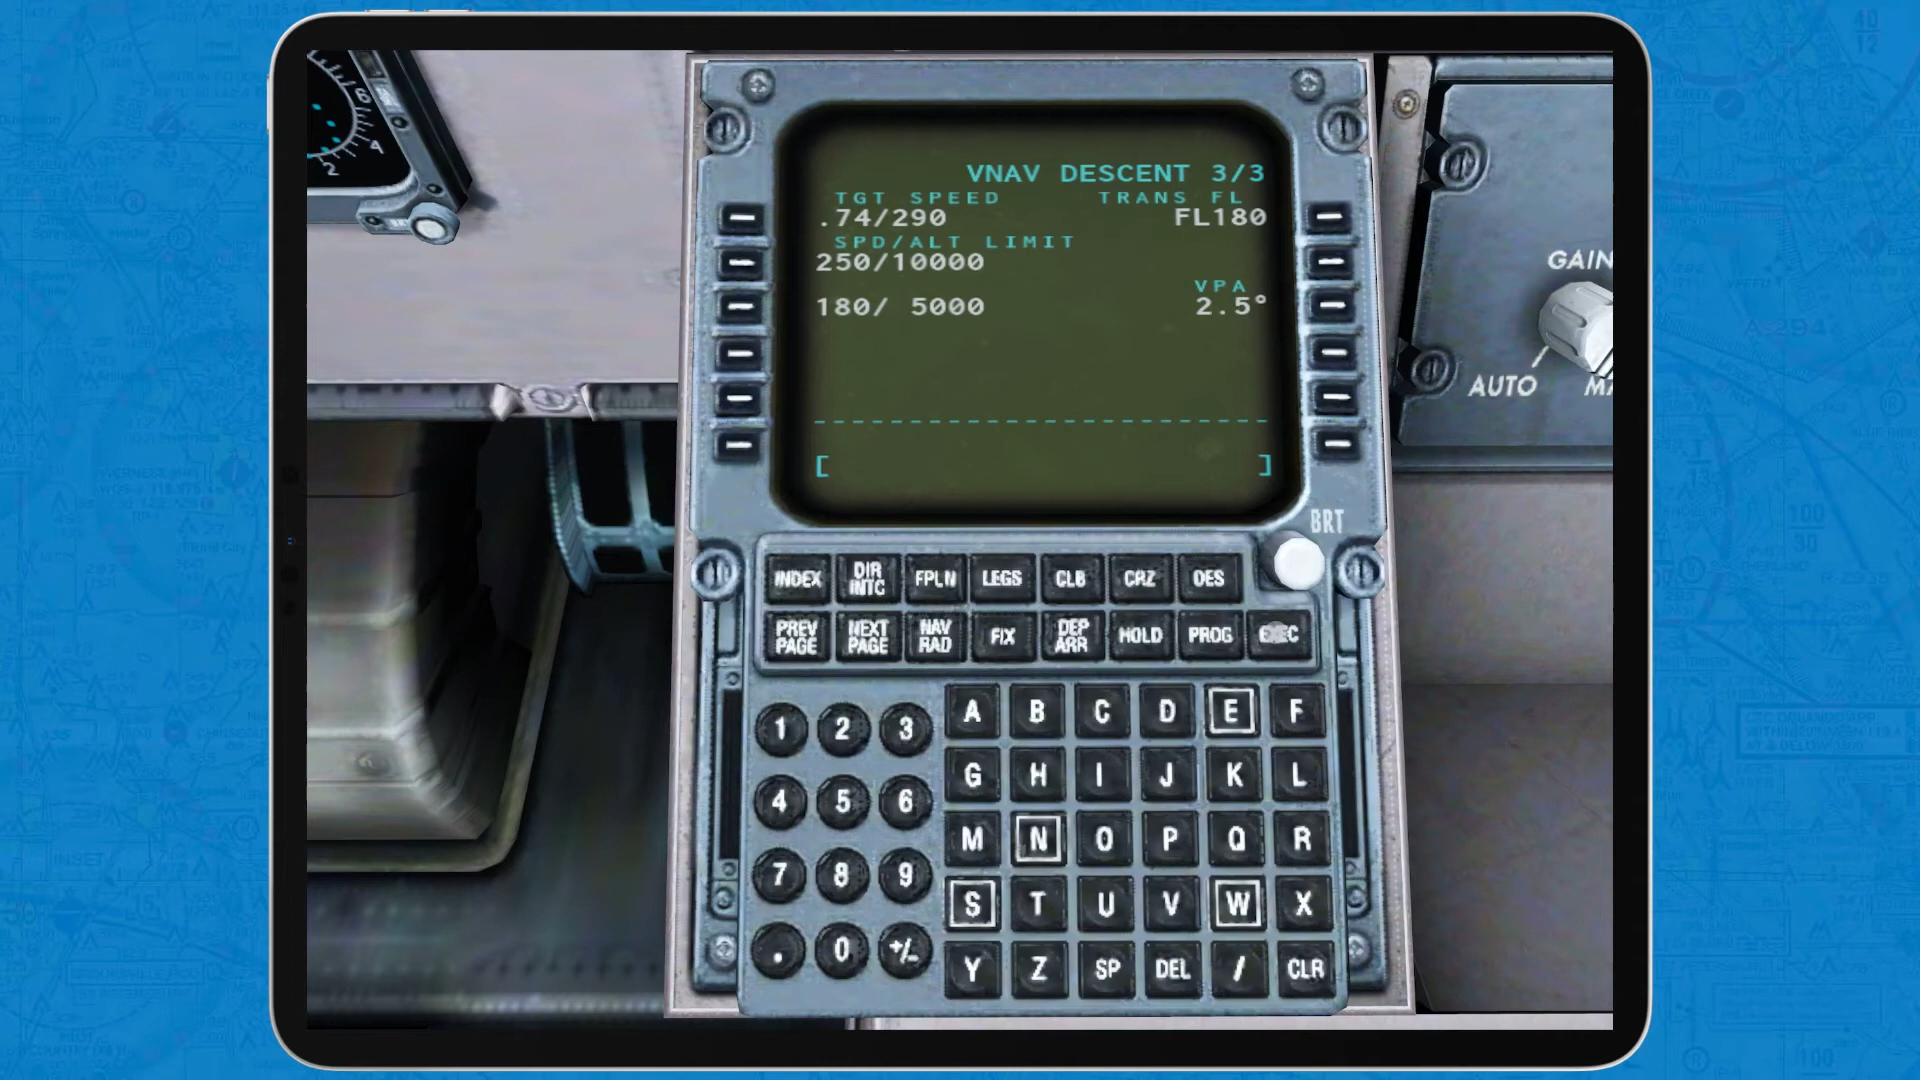 VNAV DESCENT 3/3
TGT SPEED TRANS FL
.74/290 FL180
SPD/ALT LIMIT
250/10000
VPA
180/ 5000 2.5°
[ ]
BRT
INDEX DIR INTC FPLN LEGS CLB CRZ DES
PREV PAGE NEXT PAGE NAV RAD FIX DEP ARR HOLD PROG EXEC
1 2 3 A B C D E F
4 5 6 G H I J K L
7 8 9 M N O P Q R
. 0 +/- S T U V W X
Y Z SP DEL / CLR
6
4
2
GAIN
AUTO